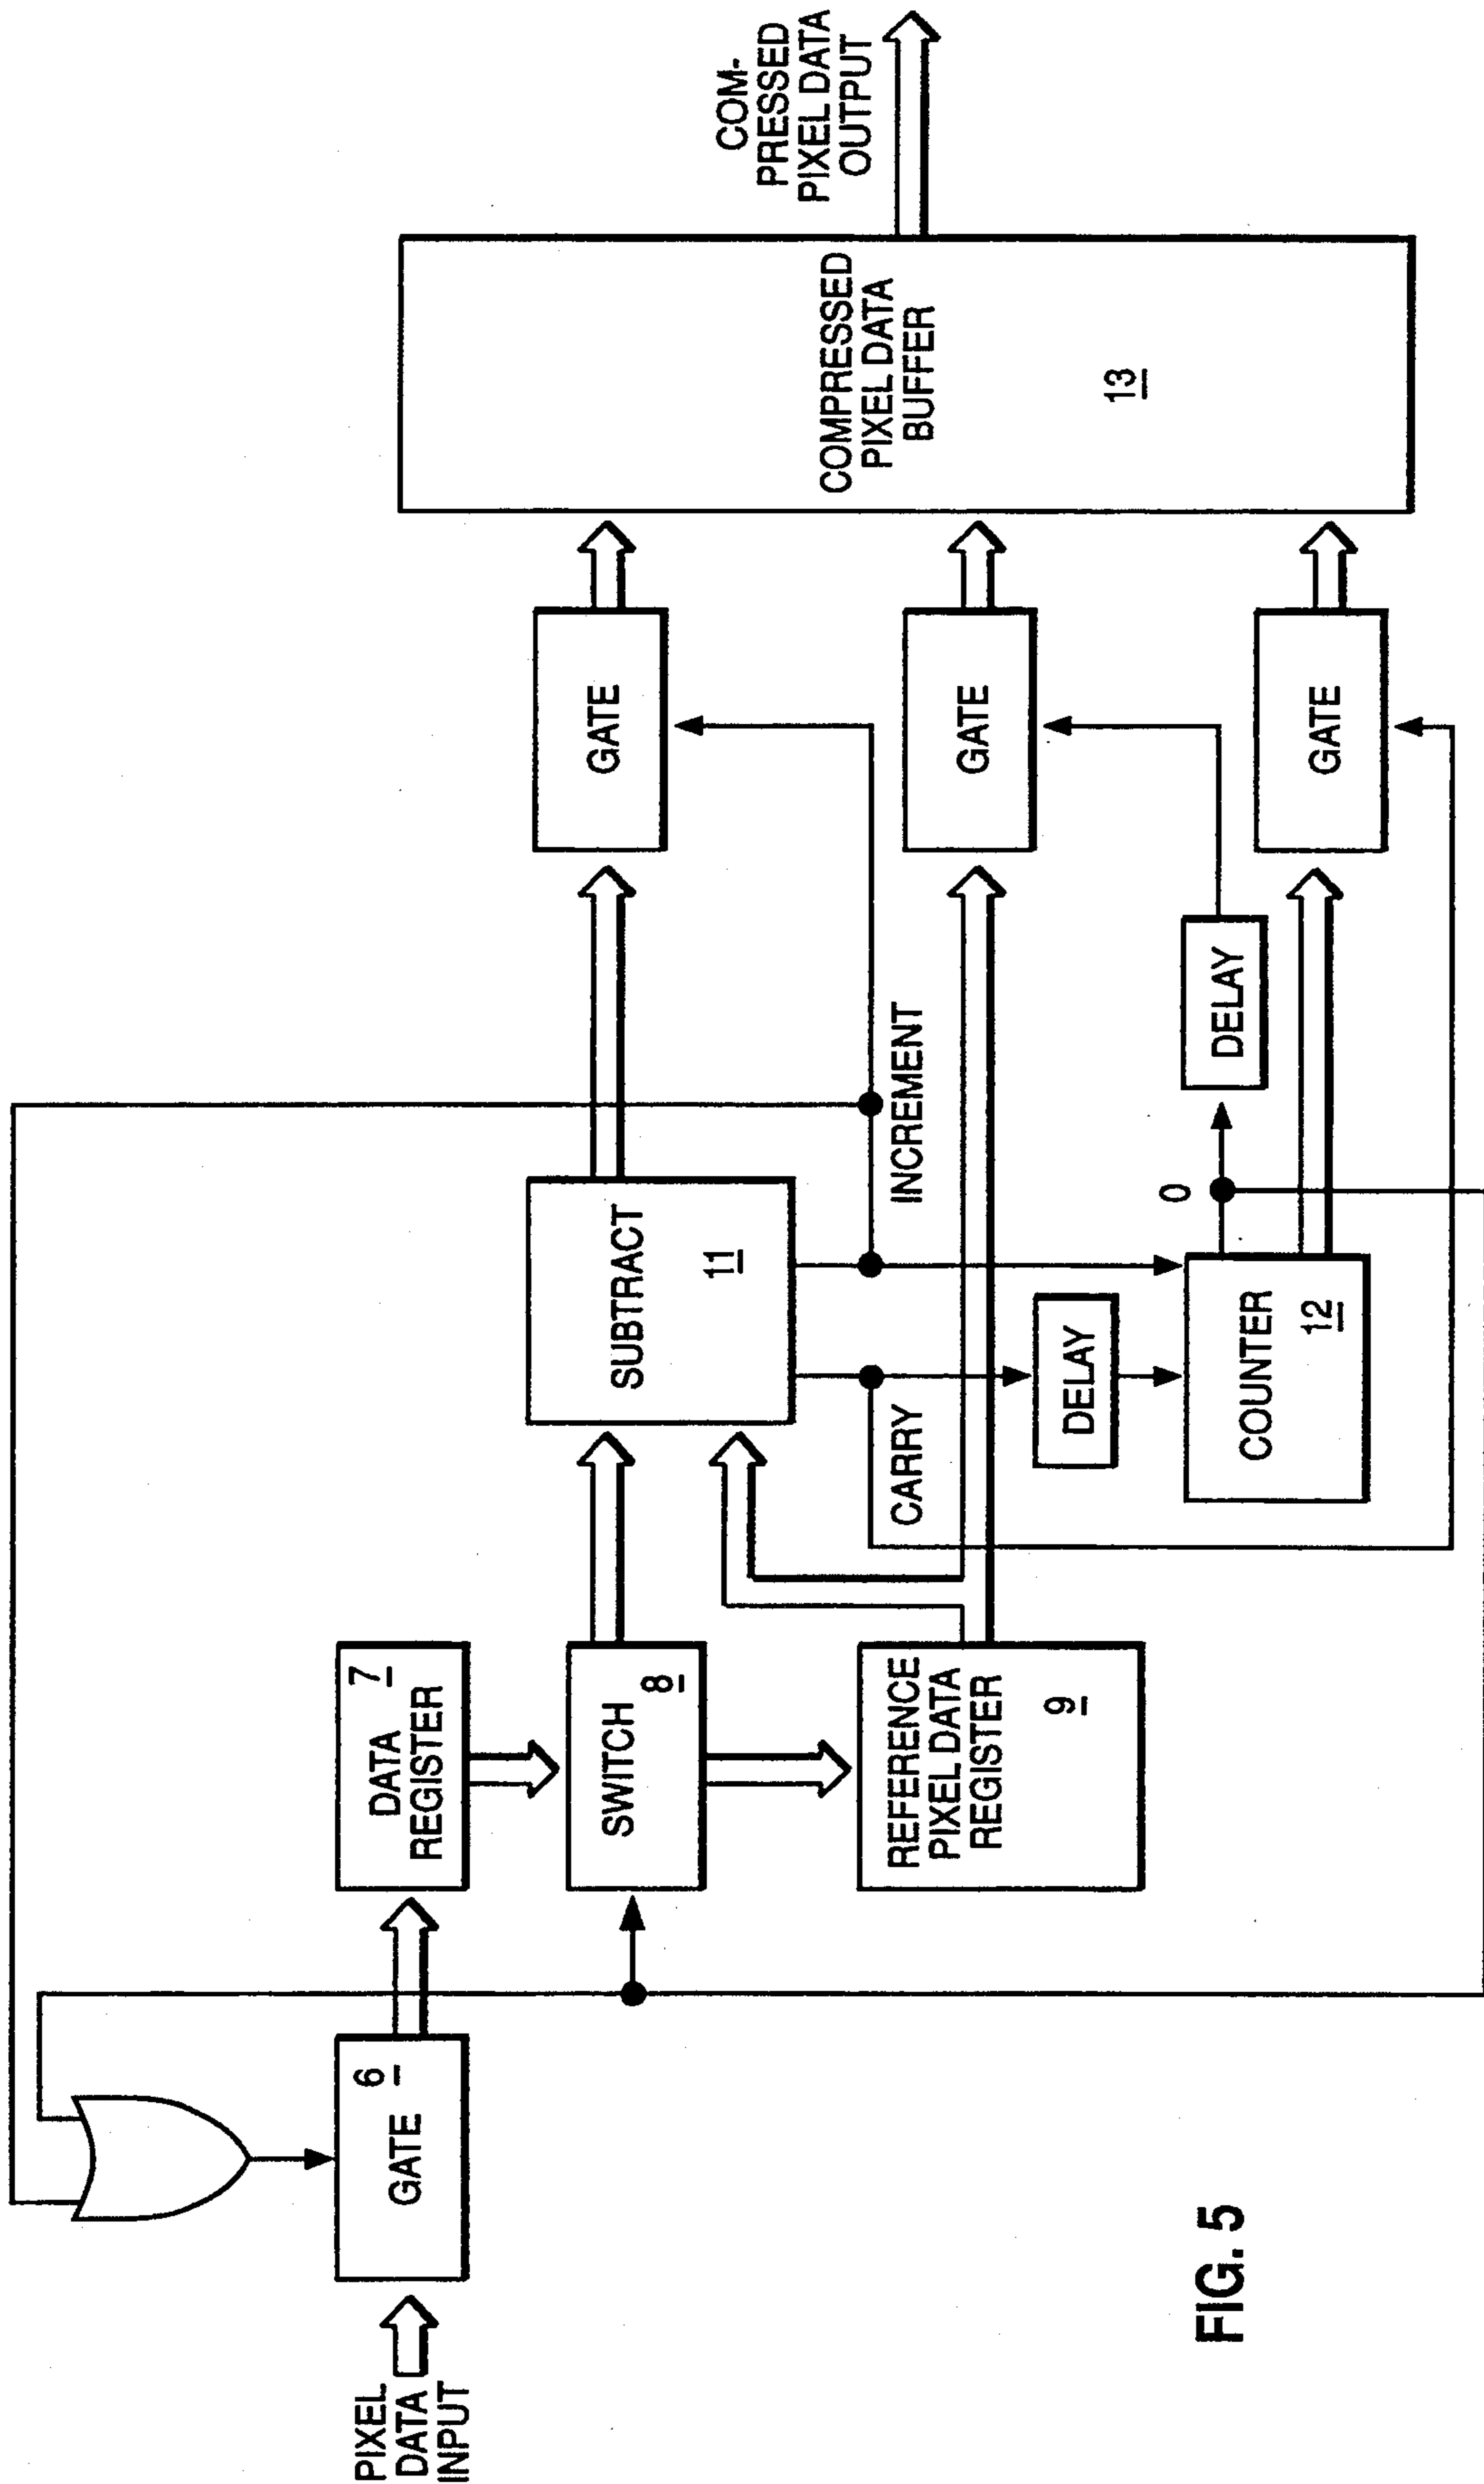 PIXEL
DATA
INPUT
GATE
6
DATA
REGISTER
7
SWITCH
8
REFERENCE
PIXEL DATA
REGISTER
9
SUBTRACT
11
CARRY
INCREMENT
DELAY
COUNTER
12
0
DELAY
GATE
GATE
GATE
COMPRESSED
PIXEL DATA
BUFFER
13
COM-
PRESSED
PIXEL DATA
OUTPUT
FIG. 5